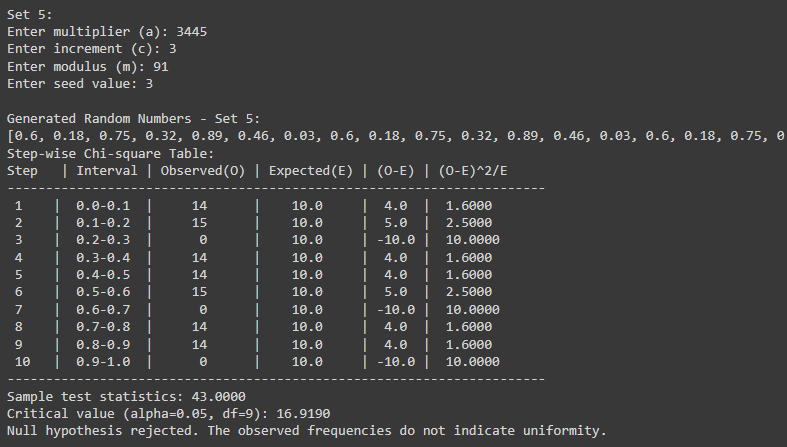 Set 5:
Enter multiplier (a): 3445
Enter increment (c): 3
Enter modulus (m): 91
Enter seed value: 3
Generated Random Numbers - Set 5:
[0.6, 0.18, 0.75, 0.32, 0.89, 0.46, 0.03, 0.6, 0.18, 0.75, 0.32, 0.89, 0.46, 0.03, 0.6, 0.18, 0.75, 0
Step-wise Chi-square Table:
Step | Interval | Observed(O) | Expected(E) | (O-E) | (O-E)^2/E
---------------------------------------------------------------------
1 | 0.0-0.1 | 14 | 10.0 | 4.0 | 1.6000
2 | 0.1-0.2 | 15 | 10.0 | 5.0 | 2.5000
3 | 0.2-0.3 | 0 | 10.0 | -10.0 | 10.0000
4 | 0.3-0.4 | 14 | 10.0 | 4.0 | 1.6000
5 | 0.4-0.5 | 14 | 10.0 | 4.0 | 1.6000
6 | 0.5-0.6 | 15 | 10.0 | 5.0 | 2.5000
7 | 0.6-0.7 | 0 | 10.0 | -10.0 | 10.0000
8 | 0.7-0.8 | 14 | 10.0 | 4.0 | 1.6000
9 | 0.8-0.9 | 14 | 10.0 | 4.0 | 1.6000
10 | 0.9-1.0 | 0 | 10.0 | -10.0 | 10.0000
---------------------------------------------------------------------
Sample test statistics: 43.0000
Critical value (alpha=0.05, df=9): 16.9190
Null hypothesis rejected. The observed frequencies do not indicate uniformity.